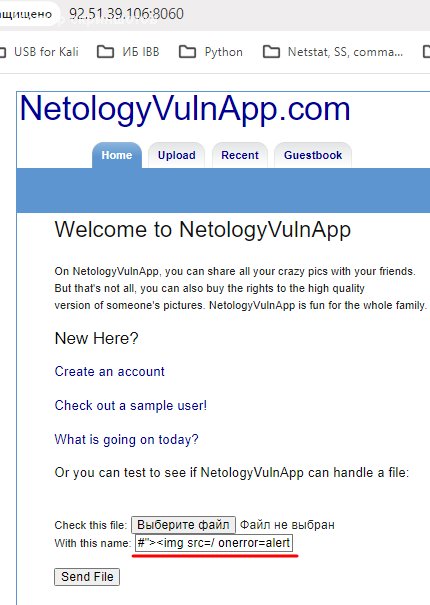 ащищено 92.51.39.106:8060
USB for Kali ИБ IBB Python Netstat, SS, comma...
NetologyVulnApp.com
Home Upload Recent Guestbook
Welcome to NetologyVulnApp
On NetologyVulnApp, you can share all your crazy pics with your friends.
But that's not all, you can also buy the rights to the high quality
version of someone's pictures. NetologyVulnApp is fun for the whole family.
New Here?
Create an account
Check out a sample user!
What is going on today?
Or you can test to see if NetologyVulnApp can handle a file:
Check this file: Выберите файл Файл не выбран
With this name: #"><img src=/ onerror=alert
Send File